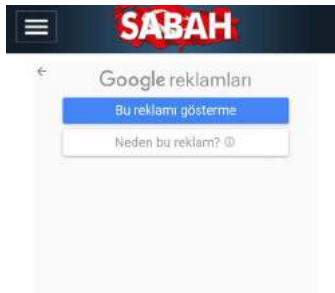 SABAH
Google reklamları
Bu reklamı gösterme
Neden bu reklam?